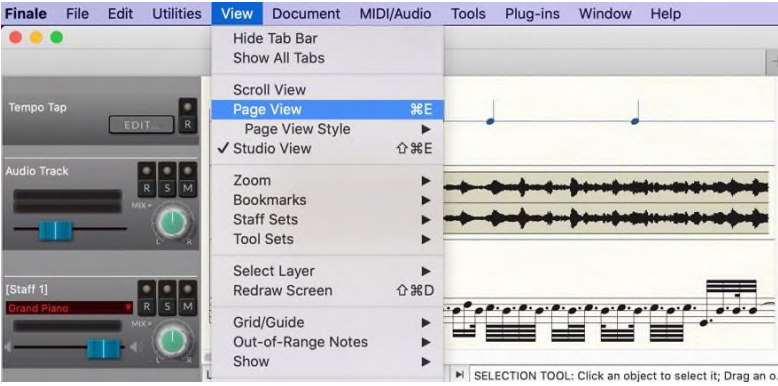 Finale File Edit Utilities View Document MIDI/Audio Tools Plug-ins Window Help
Hide Tab Bar
Show All Tabs
Scroll View
Page View ⌘E
Page View Style ▶
✓ Studio View ⇧⌘E
Zoom ▶
Bookmarks ▶
Staff Sets ▶
Tool Sets ▶
Select Layer ▶
Redraw Screen ⇧⌘D
Grid/Guide ▶
Out-of-Range Notes ▶
Show ▶
Tempo Tap
EDIT... R
Audio Track
R S M
MIX
L R
[Staff 1]
Grand Piano R S M
MIX
L R
SELECTION TOOL: Click an object to select it; Drag an o